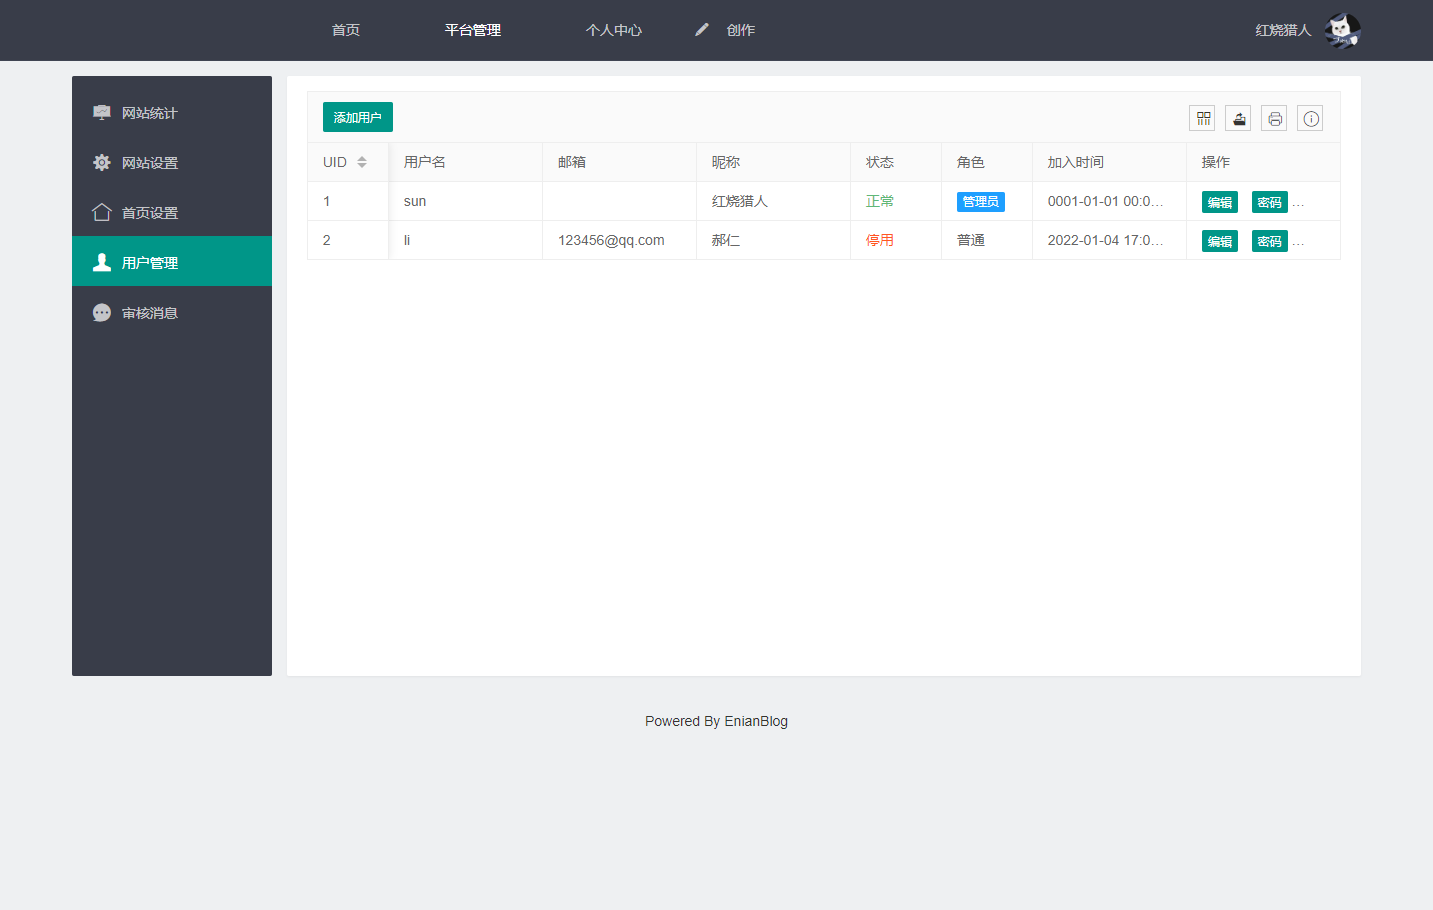 首页 平台管理 个人中心 创作 红烧猎人
网站统计
网站设置
首页设置
用户管理
审核消息
添加用户
UID 用户名 邮箱 昵称 状态 角色 加入时间 操作
1 sun 红烧猎人 正常 管理员 0001-01-01 00:0... 编辑 密码 ...
2 li 123456@qq.com 郝仁 停用 普通 2022-01-04 17:0... 编辑 密码 ...
Powered By EnianBlog